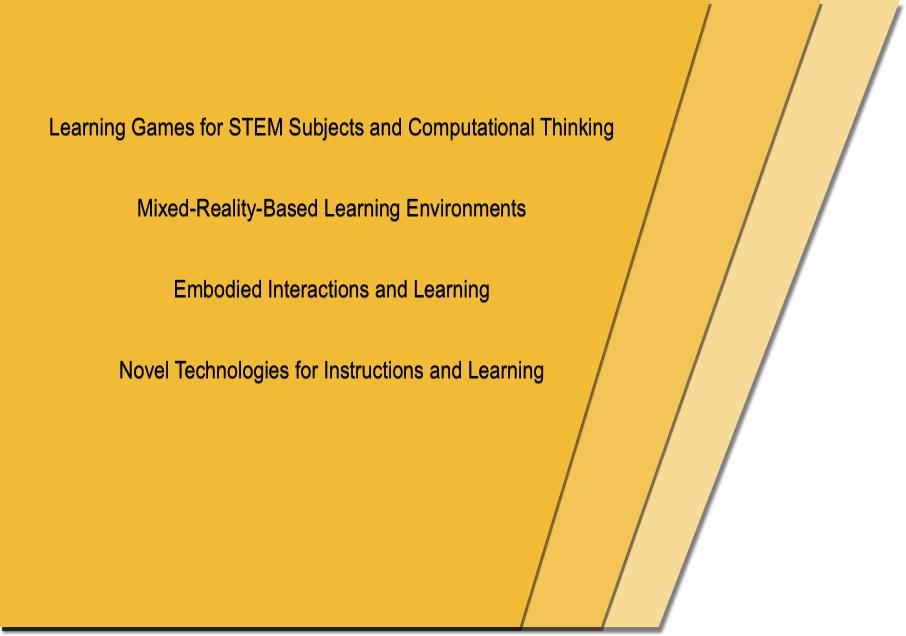 Learning Games for STEM Subjects and Computational Thinking
Mixed-Reality-Based Learning Environments
Embodied Interactions and Learning
Novel Technologies for Instructions and Learning